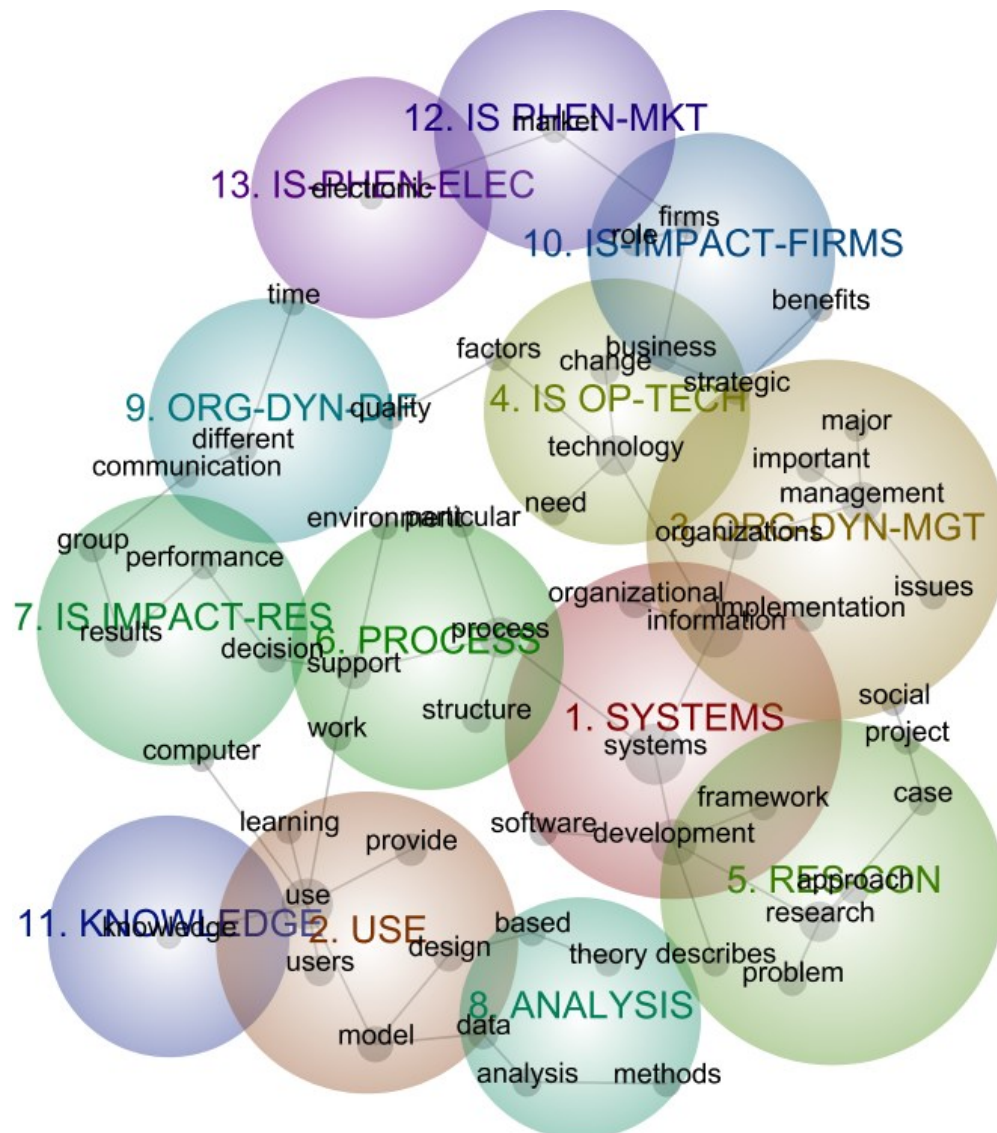 12. IS PHEN-MKT
market
13. IS-PHEN-ELEC
electronic
firms
role
10. IS-IMPACT-FIRMS
time
benefits
factors
change
business
strategic
4. IS OP-TECH
9. ORG-DYN-DIF
quality
major
different
technology
communication
important
management
need
environment
particular
3. ORG-DYN-MGT
organizations
group
performance
organizational
issues
implementation
information
7. IS IMPACT-RES
results
6. PROCESS
process
decision
support
structure
social
1. SYSTEMS
systems
work
project
computer
case
framework
learning
software
development
provide
5. RES-CON
approach
use
research
11. KNOWLEDGE
knowledge
2. USE
based
design
users
theory
describes
problem
8. ANALYSIS
model
data
analysis
methods